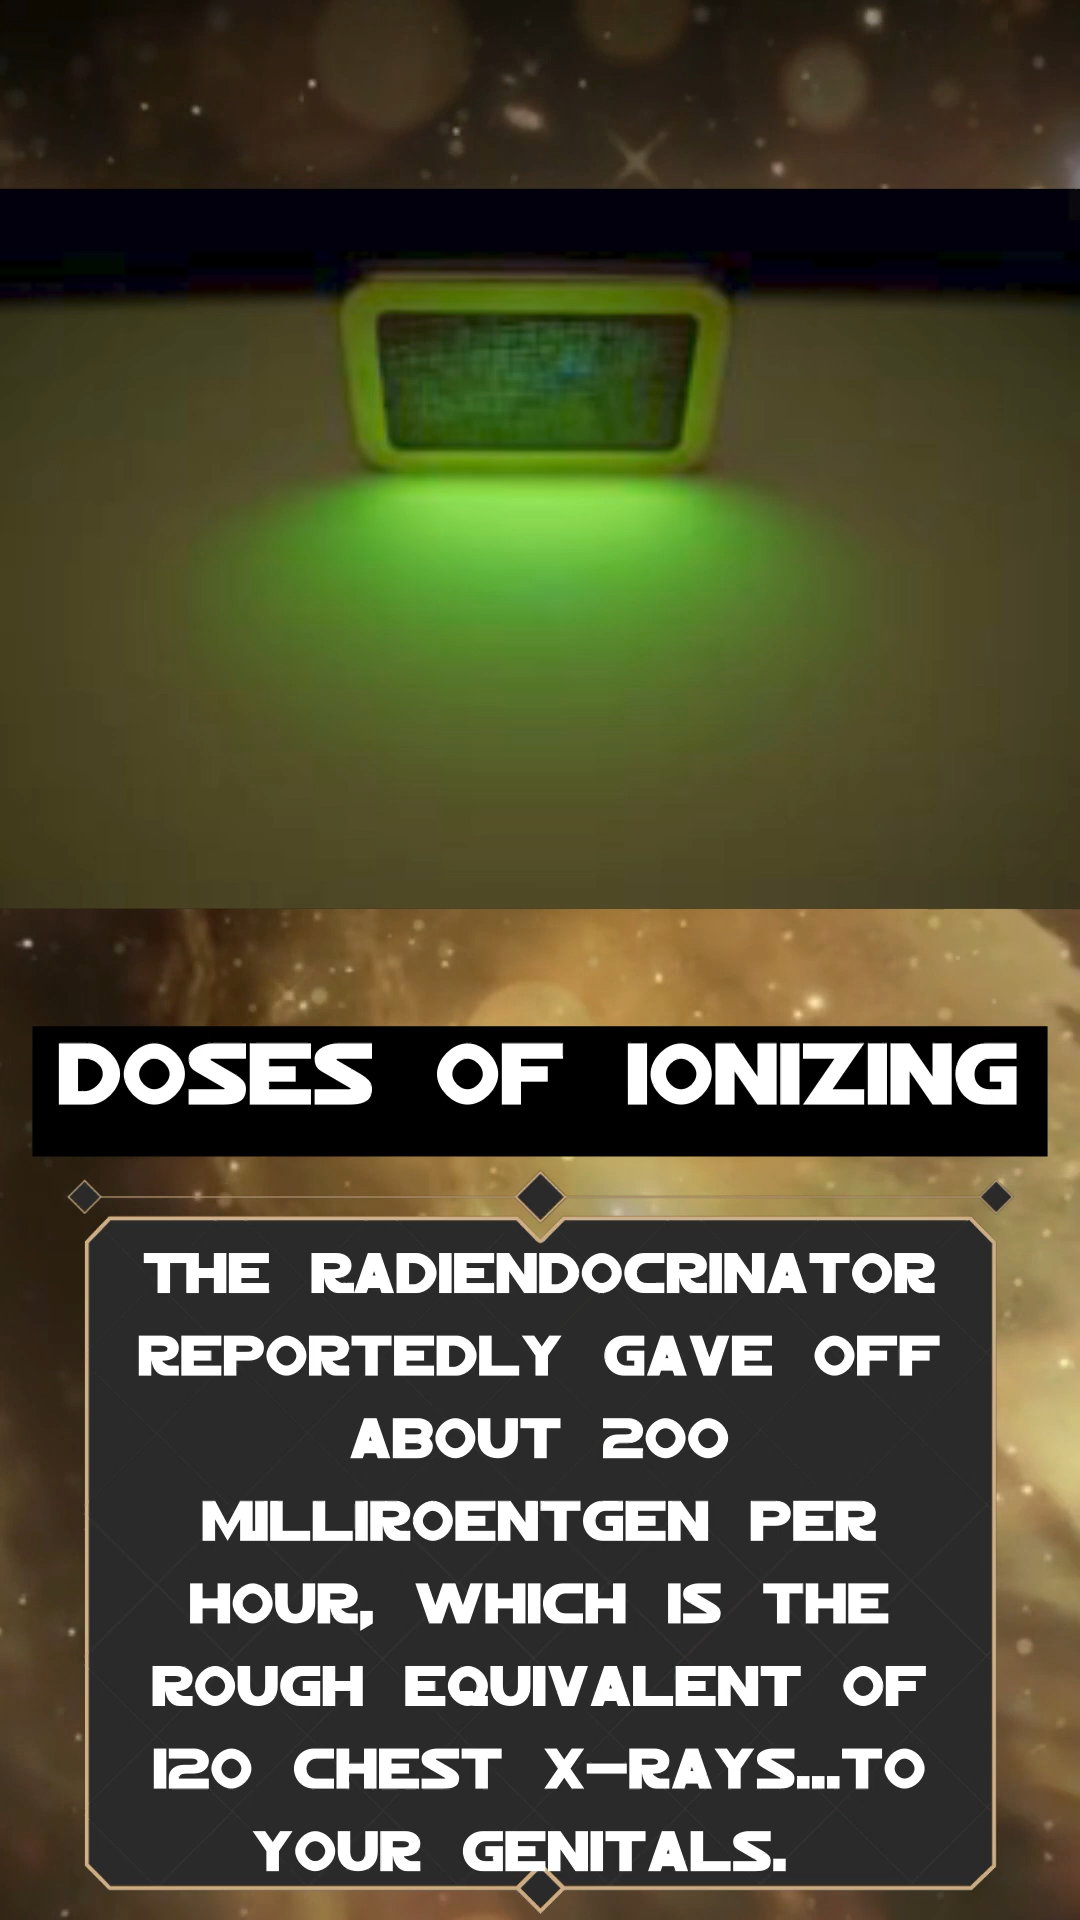 DOSES OF IONIZING
THE RADIENDOCRINATOR
REPORTEDLY GAVE OFF
ABOUT 200
MILLIROENTGEN PER
HOUR, WHICH IS THE
ROUGH EQUIVALENT OF
120 CHEST X-RAYS...TO
YOUR GENITALS.